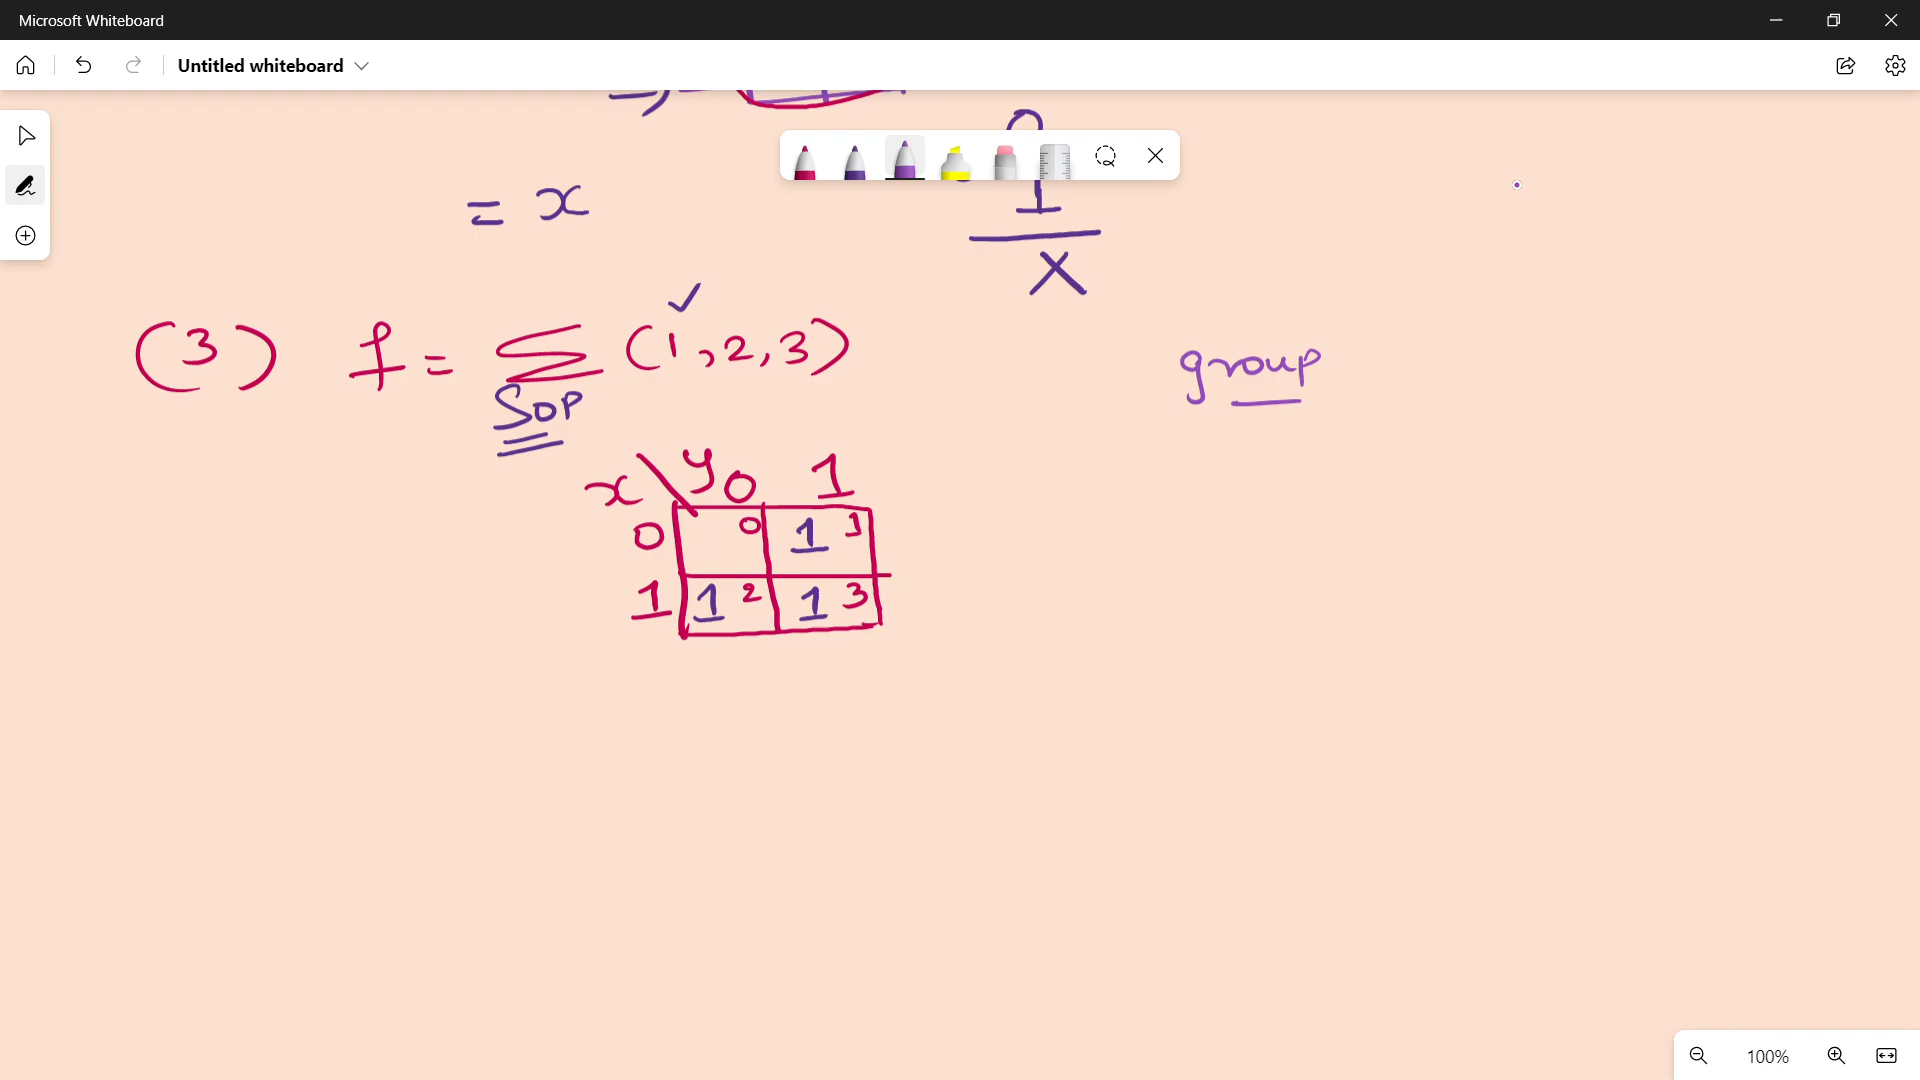 Microsoft Whiteboard
Untitled whiteboard
= x
1
x
(3) f = Σ (1, 2, 3) ✓
SOP
group
x \ y 0 1
0 0 1 1
1 1 2 1 3
100%